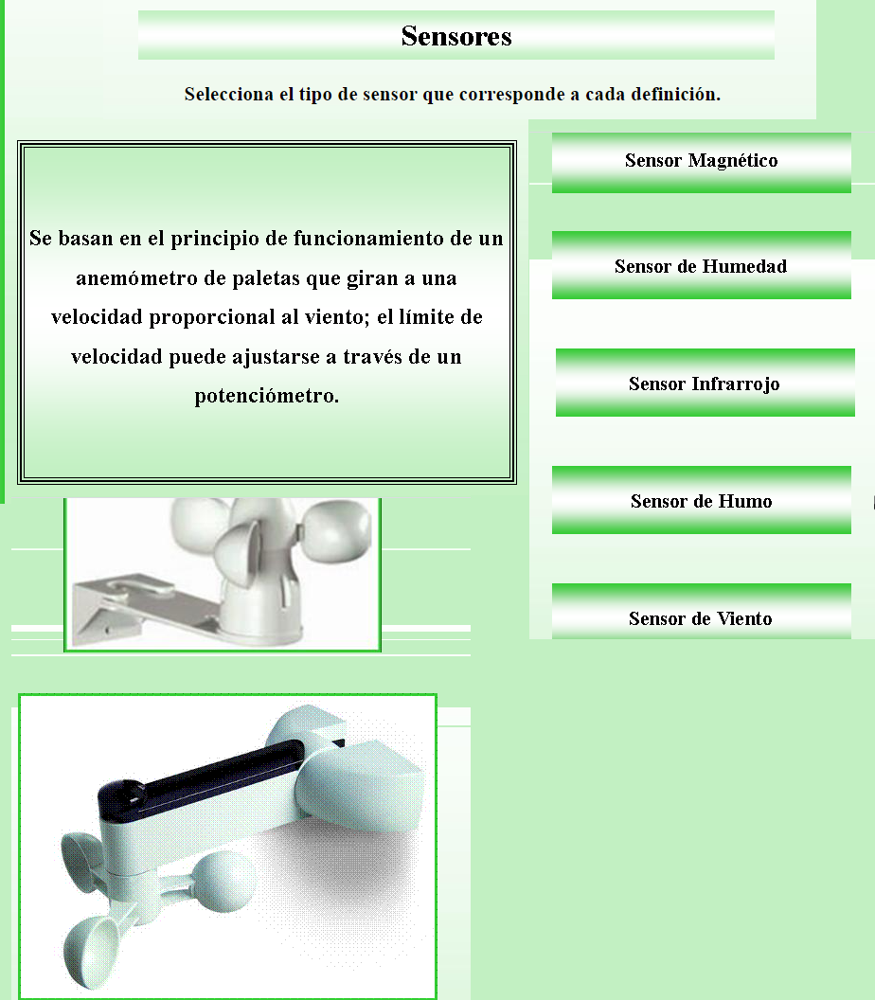 Sensores
Selecciona el tipo de sensor que corresponde a cada definición.
Se basan en el principio de funcionamiento de un
anemómetro de paletas que giran a una
velocidad proporcional al viento; el límite de
velocidad puede ajustarse a través de un
potenciómetro.
Sensor Magnético
Sensor de Humedad
Sensor Infrarrojo
Sensor de Humo
Sensor de Viento